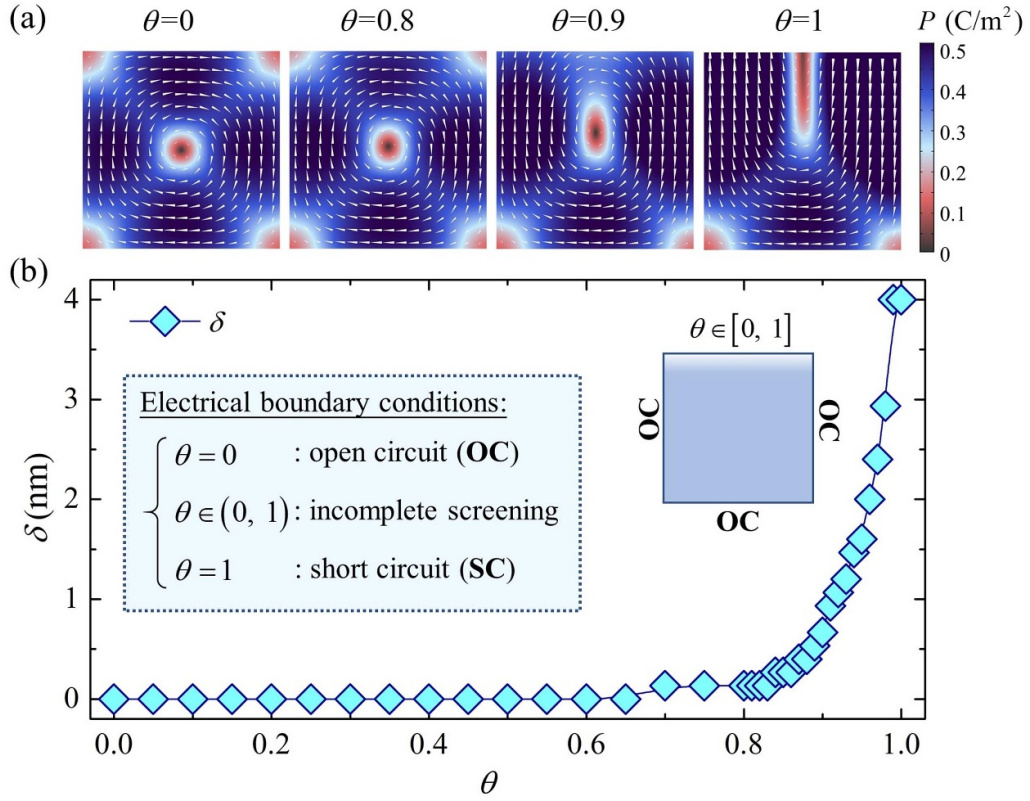 (a)
θ=0 θ=0.8 θ=0.9 θ=1 P (C/m²)
0.5
0.4
0.3
0.2
0.1
0
(b)
4
3
2
1
0
δ (nm)
δ
Electrical boundary conditions:
θ = 0 : open circuit (OC)
θ∈(0, 1) : incomplete screening
θ = 1 : short circuit (SC)
θ∈[0, 1]
OC
OC
OC
0.0 0.2 0.4 0.6 0.8 1.0
θ